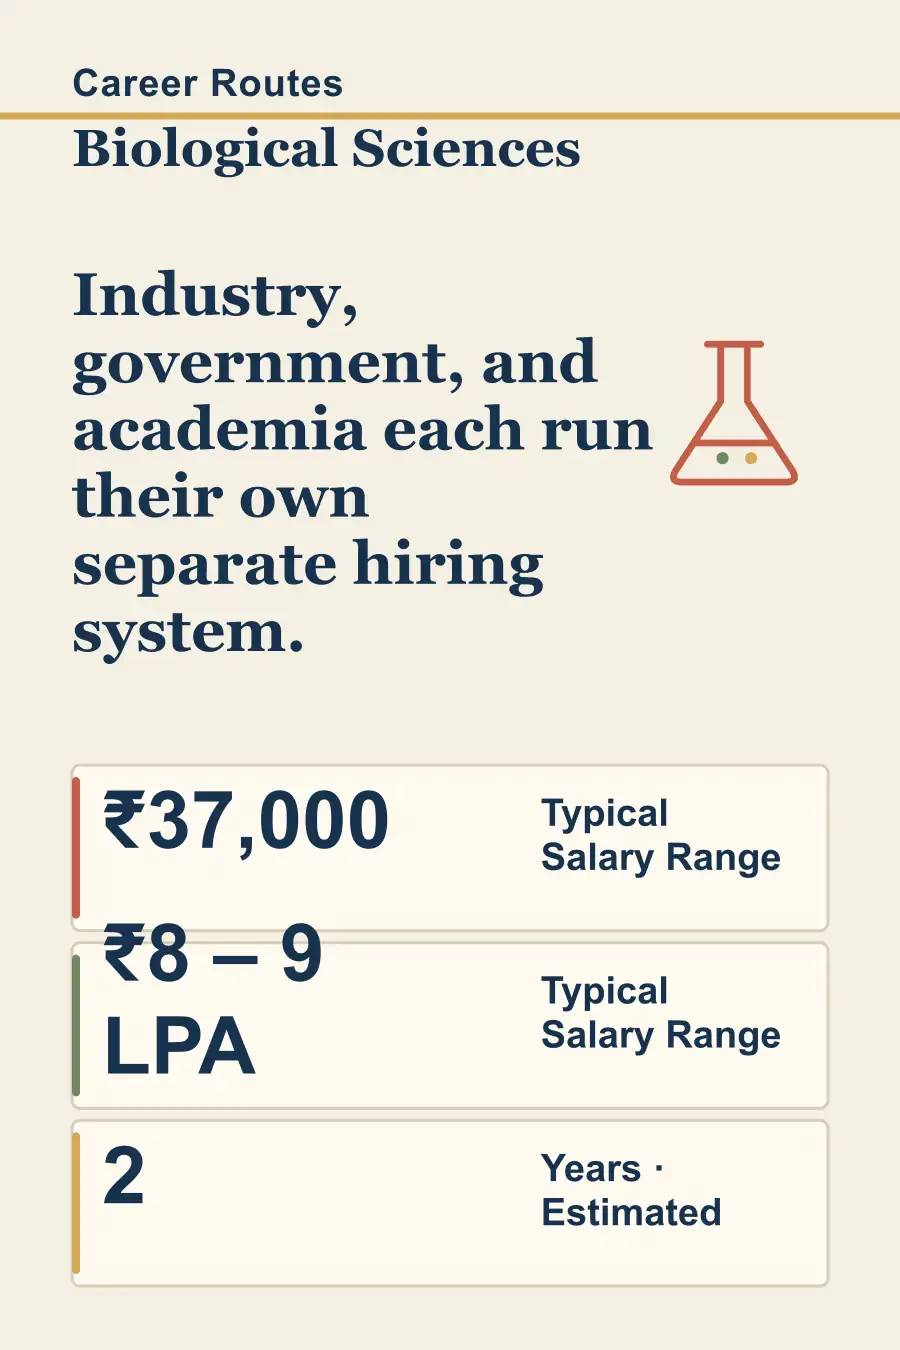 Career Routes
Biological Sciences
Industry,
government, and
academia each run
their own
separate hiring
system.
₹37,000
Typical
Salary Range
₹8 – 9
LPA
Typical
Salary Range
2
Years ·
Estimated